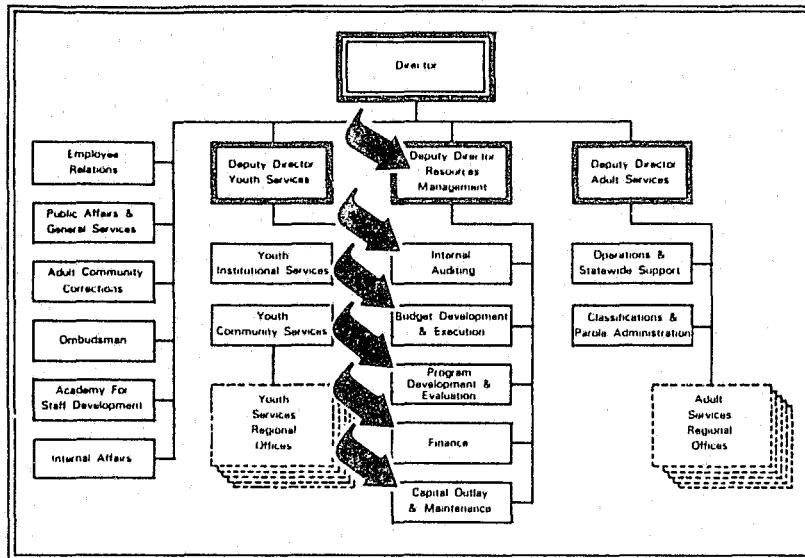 Director
Employee
Relations
Public Affairs &
General Services
Adult Community
Corrections
Ombudsman
Academy For
Staff Development
Internal Affairs
Deputy Director
Youth Services
Youth
Institutional Services
Youth
Community Services
Youth
Services
Regional
Offices
Deputy Director
Resources
Management
Internal
Auditing
Budget Development
& Execution
Program
Development &
Evaluation
Finance
Capital Outlay
& Maintenance
Deputy Director
Adult Services
Operations &
Statewide Support
Classifications &
Parole Administration
Adult
Services
Regional
Offices